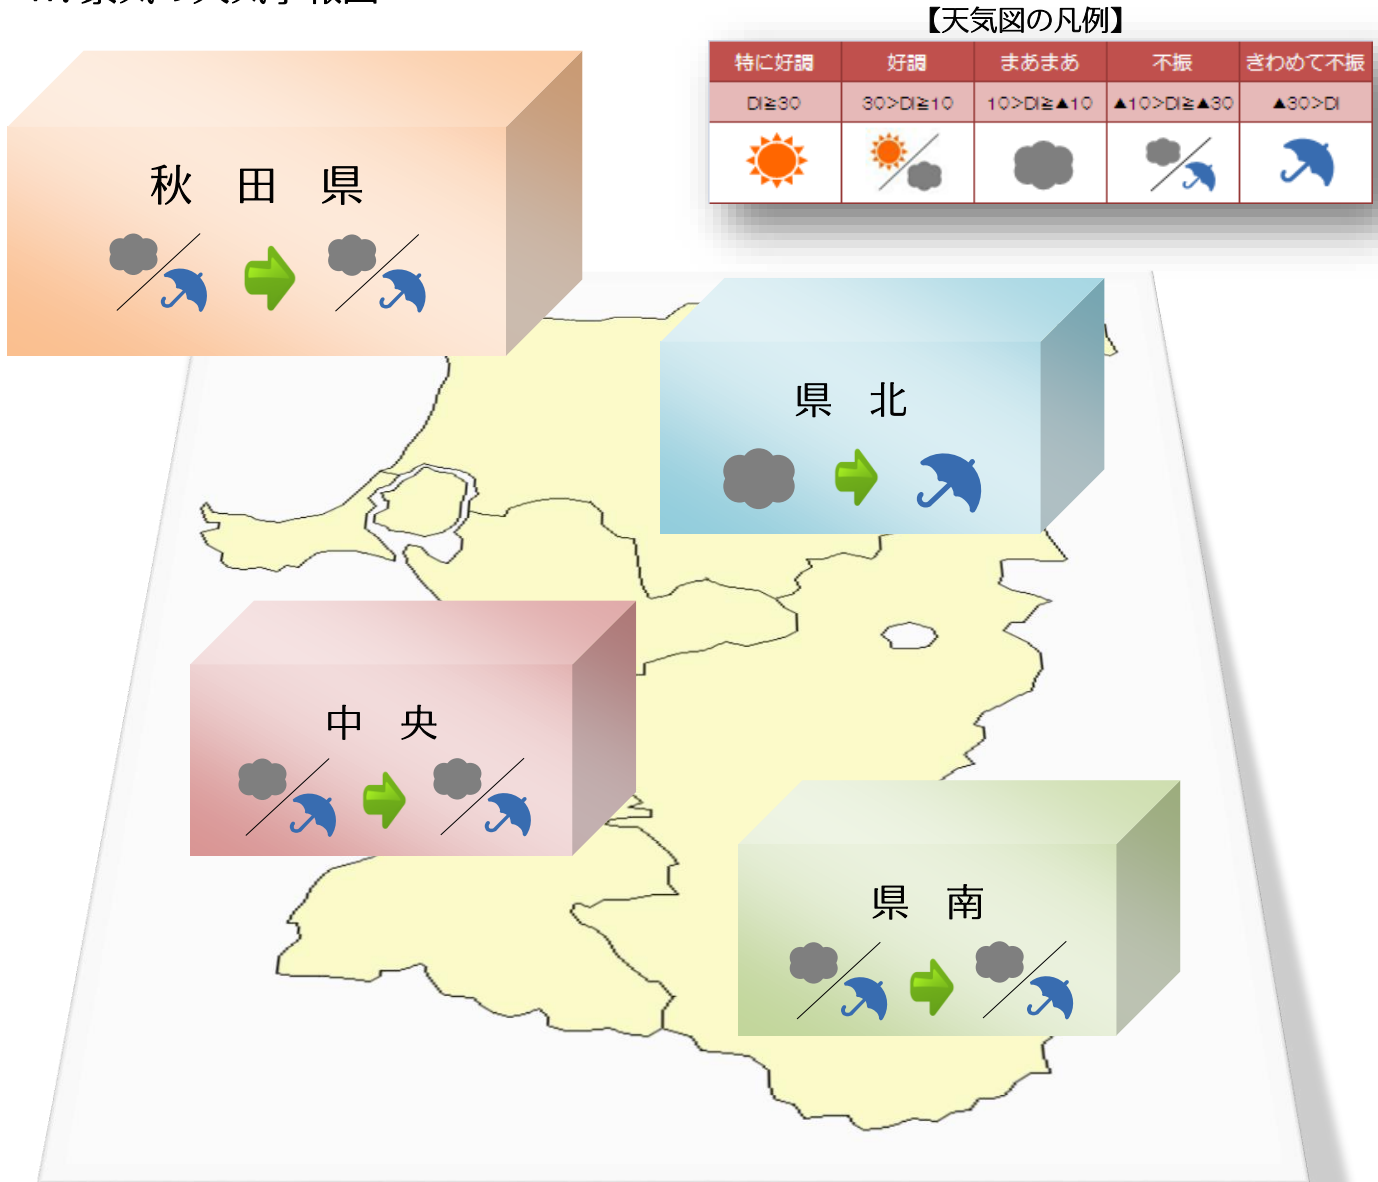 【天気図の凡例】
特に好調 好調 まあまあ 不振 きわめて不振
DI≧30 30>DI≧10 10>DI≧▲10 ▲10>DI≧▲30 ▲30>DI
秋 田 県
県 北
中 央
県 南